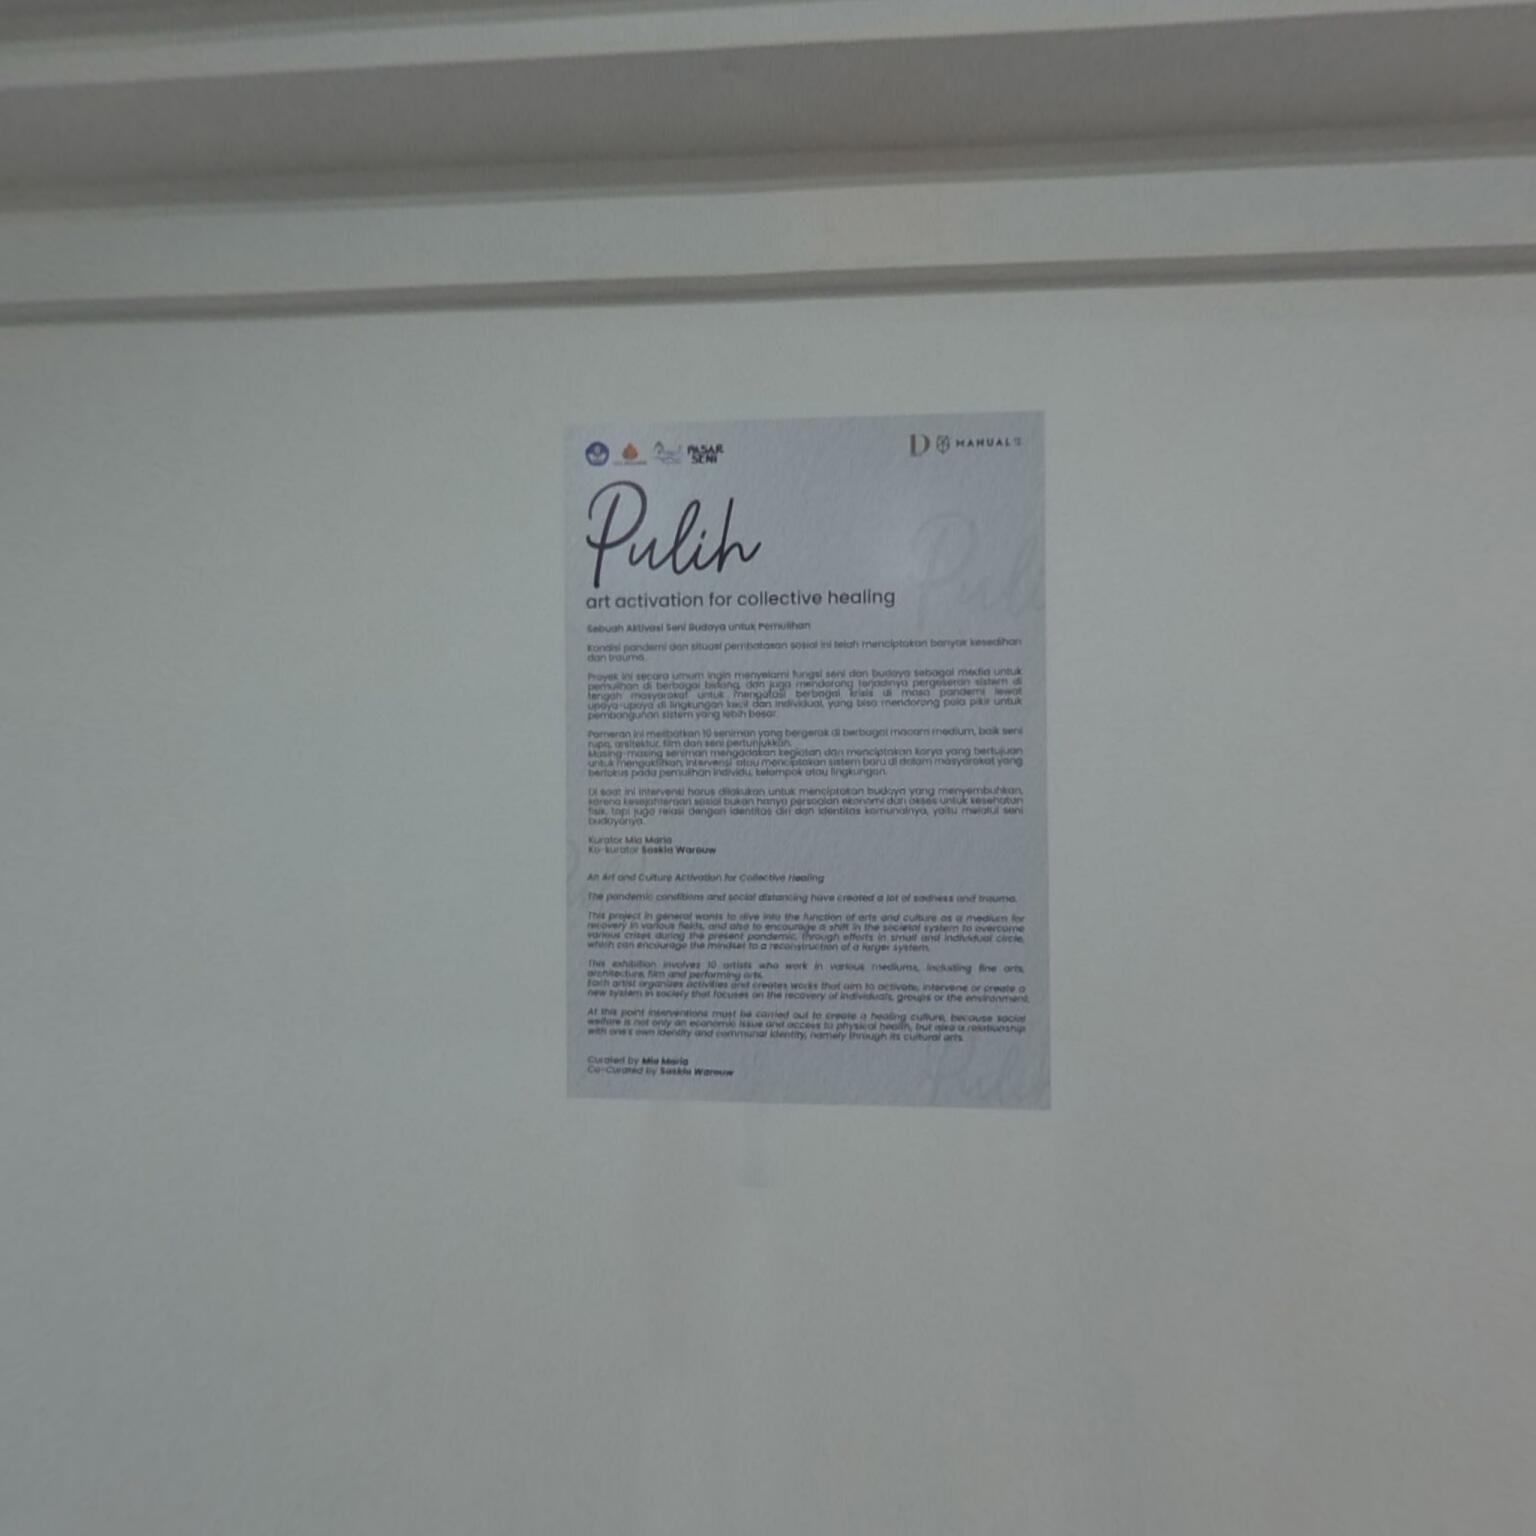 PASAR
SENI
D MANUAL
Pulih
art activation for collective healing
Sebuah Aktivasi Seni Budaya untuk Pemulihan
Kondisi pandemi dan situasi pembatasan sosial ini telah menciptakan banyak kesedihan
dan trauma.
Proyek ini secara umum ingin menyelami fungsi seni dan budaya sebagai media untuk
pemulihan di berbagai bidang, dan juga mendorong terjadinya pergeseran sistem di
tengah masyarakat untuk mengatasi berbagai krisis di masa pandemi lewat
upaya-upaya di lingkungan kecil dan individual, yang bisa mendorong pola pikir untuk
pembangunan sistem yang lebih besar.
Pameran ini melibatkan 10 seniman yang bergerak di berbagai macam medium, baik seni
rupa, arsitektur, film dan seni pertunjukkan.
Masing-masing seniman mengadakan kegiatan dan menciptakan karya yang bertujuan
untuk mengaktifkan, intervensi atau menciptakan sistem baru di dalam masyarakat yang
berfokus pada pemulihan individu, kelompok atau lingkungan.
Di saat ini intervensi harus dilakukan untuk menciptakan budaya yang menyembuhkan,
karena kesejahteraan sosial bukan hanya persoalan ekonomi dan akses untuk kesehatan
fisik, tapi juga relasi dengan identitas diri dan identitas komunalnya, yaitu melalui seni
budayanya.
Kurator Mia Maria
Ko-kurator Saskia Warouw
An Art and Culture Activation for Collective Healing
The pandemic conditions and social distancing have created a lot of sadness and trauma.
This project in general wants to dive into the function of arts and culture as a medium for
recovery in various fields, and also to encourage a shift in the societal system to overcome
various crises during the present pandemic, through efforts in small and individual circle,
which can encourage the mindset to a reconstruction of a larger system.
This exhibition involves 10 artists who work in various mediums, including fine arts,
architecture, film and performing arts.
Each artist organizes activities and creates works that aim to activate, intervene or create a
new system in society that focuses on the recovery of individuals, groups or the environment.
At this point interventions must be carried out to create a healing culture, because social
welfare is not only an economic issue and access to physical health, but also a relationship
with one's own identity and communal identity, namely through its cultural arts.
Curated by Mia Maria
Co-Curated by Saskia Warouw